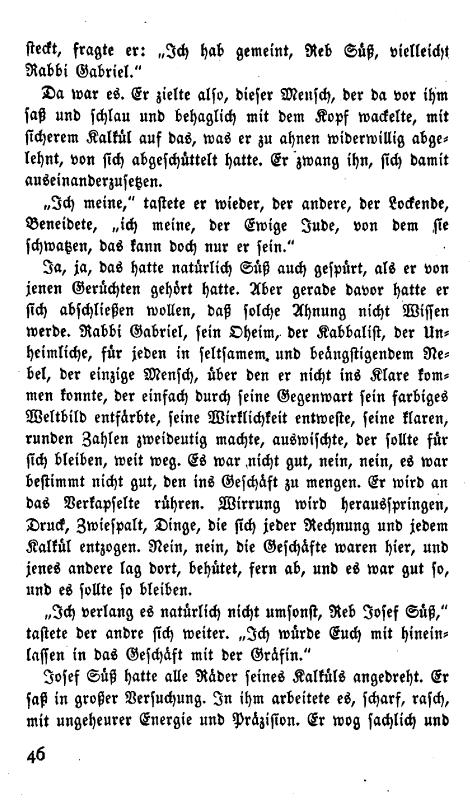 steckt, fragte er: „Ich hab gemeint, Reb Süß, vielleicht
Rabbi Gabriel.“
Da war es. Er zielte also, dieser Mensch, der da vor ihm
saß und schlau und behaglich mit dem Kopf wackelte, mit
sicherem Kalkül auf das, was er zu ahnen widerwillig abge-
lehnt, von sich abgeschüttelt hatte. Er zwang ihn, sich damit
auseinanderzusetzen.
„Ich meine,“ tastete er wieder, der andere, der Lockende,
Beneidete, „ich meine, der Ewige Jude, von dem sie
schwatzen, das kann doch nur er sein.“
Ja, ja, das hatte natürlich Süß auch gespürt, als er von
jenen Gerüchten gehört hatte. Aber gerade davor hatte er
sich abschließen wollen, daß solche Ahnung nicht Wissen
werde. Rabbi Gabriel, sein Oheim, der Kabbalist, der Un-
heimliche, für jeden in seltsamem und beängstigendem Ne-
bel, der einzige Mensch, über den er nicht ins Klare kom-
men konnte, der einfach durch seine Gegenwart sein farbiges
Weltbild entfärbte, seine Wirklichkeit entweste, seine klaren,
runden Zahlen zweideutig machte, auswischte, der sollte für
sich bleiben, weit weg. Es war nicht gut, nein, nein, es war
bestimmt nicht gut, den ins Geschäft zu mengen. Er wird an
das Verkapselte rühren. Wirrung wird herausspringen,
Druck, Zwiespalt, Dinge, die sich jeder Rechnung und jedem
Kalkül entzogen. Nein, nein, die Geschäfte waren hier, und
jenes andere lag dort, behütet, fern ab, und es war gut so,
und es sollte so bleiben.
„Ich verlang es natürlich nicht umsonst, Reb Josef Süß,“
tastete der andre sich weiter. „Ich würde Euch mit hinein-
lassen in das Geschäft mit der Gräfin.“
Josef Süß hatte alle Räder seines Kalküls angedreht. Er
saß in großer Versuchung. In ihm arbeitete es, scharf, rasch,
mit ungeheurer Energie und Präzision. Er wog sachlich und
46